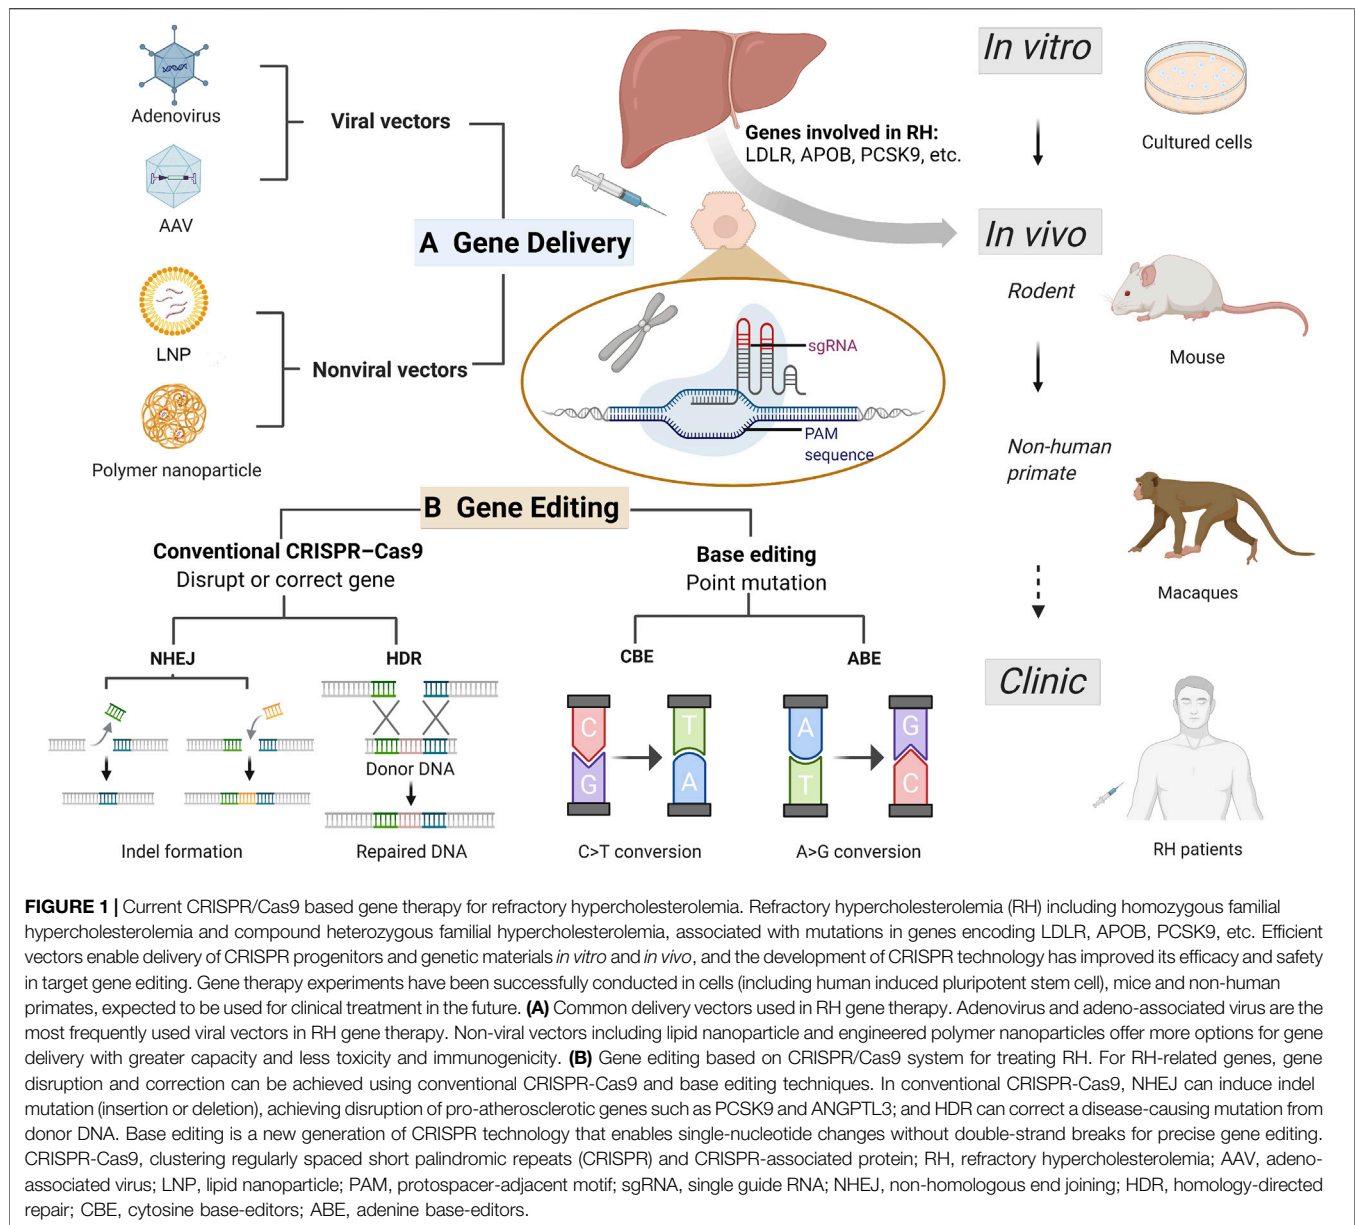 Adenovirus
AAV
Viral vectors
LNP
Polymer nanoparticle
Nonviral vectors
A Gene Delivery
Genes involved in RH:
LDLR, APOB, PCSK9, etc.
sgRNA
PAM
sequence
In vitro
Cultured cells
In vivo
Rodent
Mouse
Non-human
primate
Macaques
Clinic
RH patients
B Gene Editing
Conventional CRISPR–Cas9
Disrupt or correct gene
NHEJ
HDR
Donor DNA
Indel formation
Repaired DNA
Base editing
Point mutation
CBE
ABE
C
G
T
A
A
T
G
C
C>T conversion
A>G conversion
FIGURE 1 | Current CRISPR/Cas9 based gene therapy for refractory hypercholesterolemia. Refractory hypercholesterolemia (RH) including homozygous familial
hypercholesterolemia and compound heterozygous familial hypercholesterolemia, associated with mutations in genes encoding LDLR, APOB, PCSK9, etc. Efficient
vectors enable delivery of CRISPR progenitors and genetic materials in vitro and in vivo, and the development of CRISPR technology has improved its efficacy and safety
in target gene editing. Gene therapy experiments have been successfully conducted in cells (including human induced pluripotent stem cell), mice and non-human
primates, expected to be used for clinical treatment in the future. (A) Common delivery vectors used in RH gene therapy. Adenovirus and adeno-associated virus are the
most frequently used viral vectors in RH gene therapy. Non-viral vectors including lipid nanoparticle and engineered polymer nanoparticles offer more options for gene
delivery with greater capacity and less toxicity and immunogenicity. (B) Gene editing based on CRISPR/Cas9 system for treating RH. For RH-related genes, gene
disruption and correction can be achieved using conventional CRISPR-Cas9 and base editing techniques. In conventional CRISPR-Cas9, NHEJ can induce indel
mutation (insertion or deletion), achieving disruption of pro-atherosclerotic genes such as PCSK9 and ANGPTL3; and HDR can correct a disease-causing mutation from
donor DNA. Base editing is a new generation of CRISPR technology that enables single-nucleotide changes without double-strand breaks for precise gene editing.
CRISPR-Cas9, clustering regularly spaced short palindromic repeats (CRISPR) and CRISPR-associated protein; RH, refractory hypercholesterolemia; AAV, adeno-
associated virus; LNP, lipid nanoparticle; PAM, protospacer-adjacent motif; sgRNA, single guide RNA; NHEJ, non-homologous end joining; HDR, homology-directed
repair; CBE, cytosine base-editors; ABE, adenine base-editors.